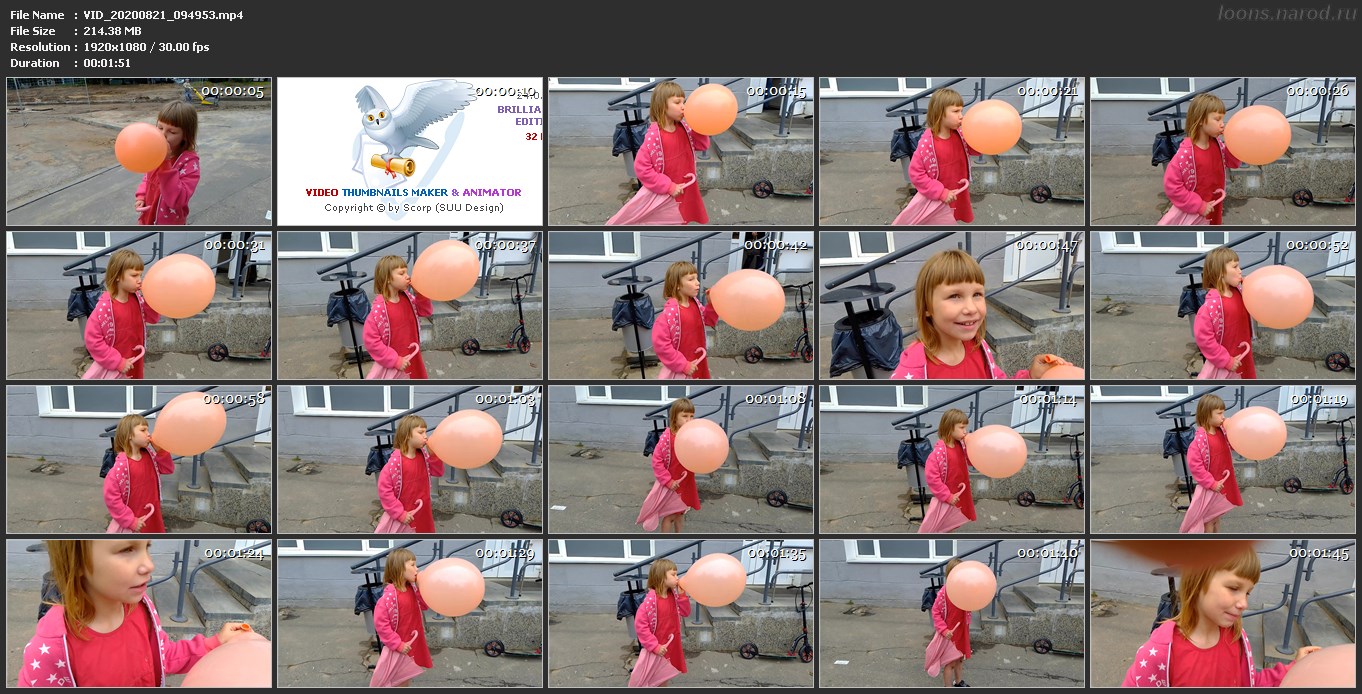 File Name : VID_20200821_094953.mp4
File Size : 214.38 MB
Resolution : 1920x1080 / 30.00 fps
Duration : 00:01:51
loons.narod.ru
00:00:05
00:00:10
BRILLIA
EDITI
32
VIDEO THUMBNAILS MAKER & ANIMATOR
Copyright © by Scorp (SUU Design)
00:00:15
00:00:21
00:00:26
00:00:31
00:00:37
00:00:42
00:00:47
00:00:52
00:00:58
00:01:03
00:01:08
00:01:14
00:01:19
00:01:24
00:01:29
00:01:35
00:01:40
00:01:45